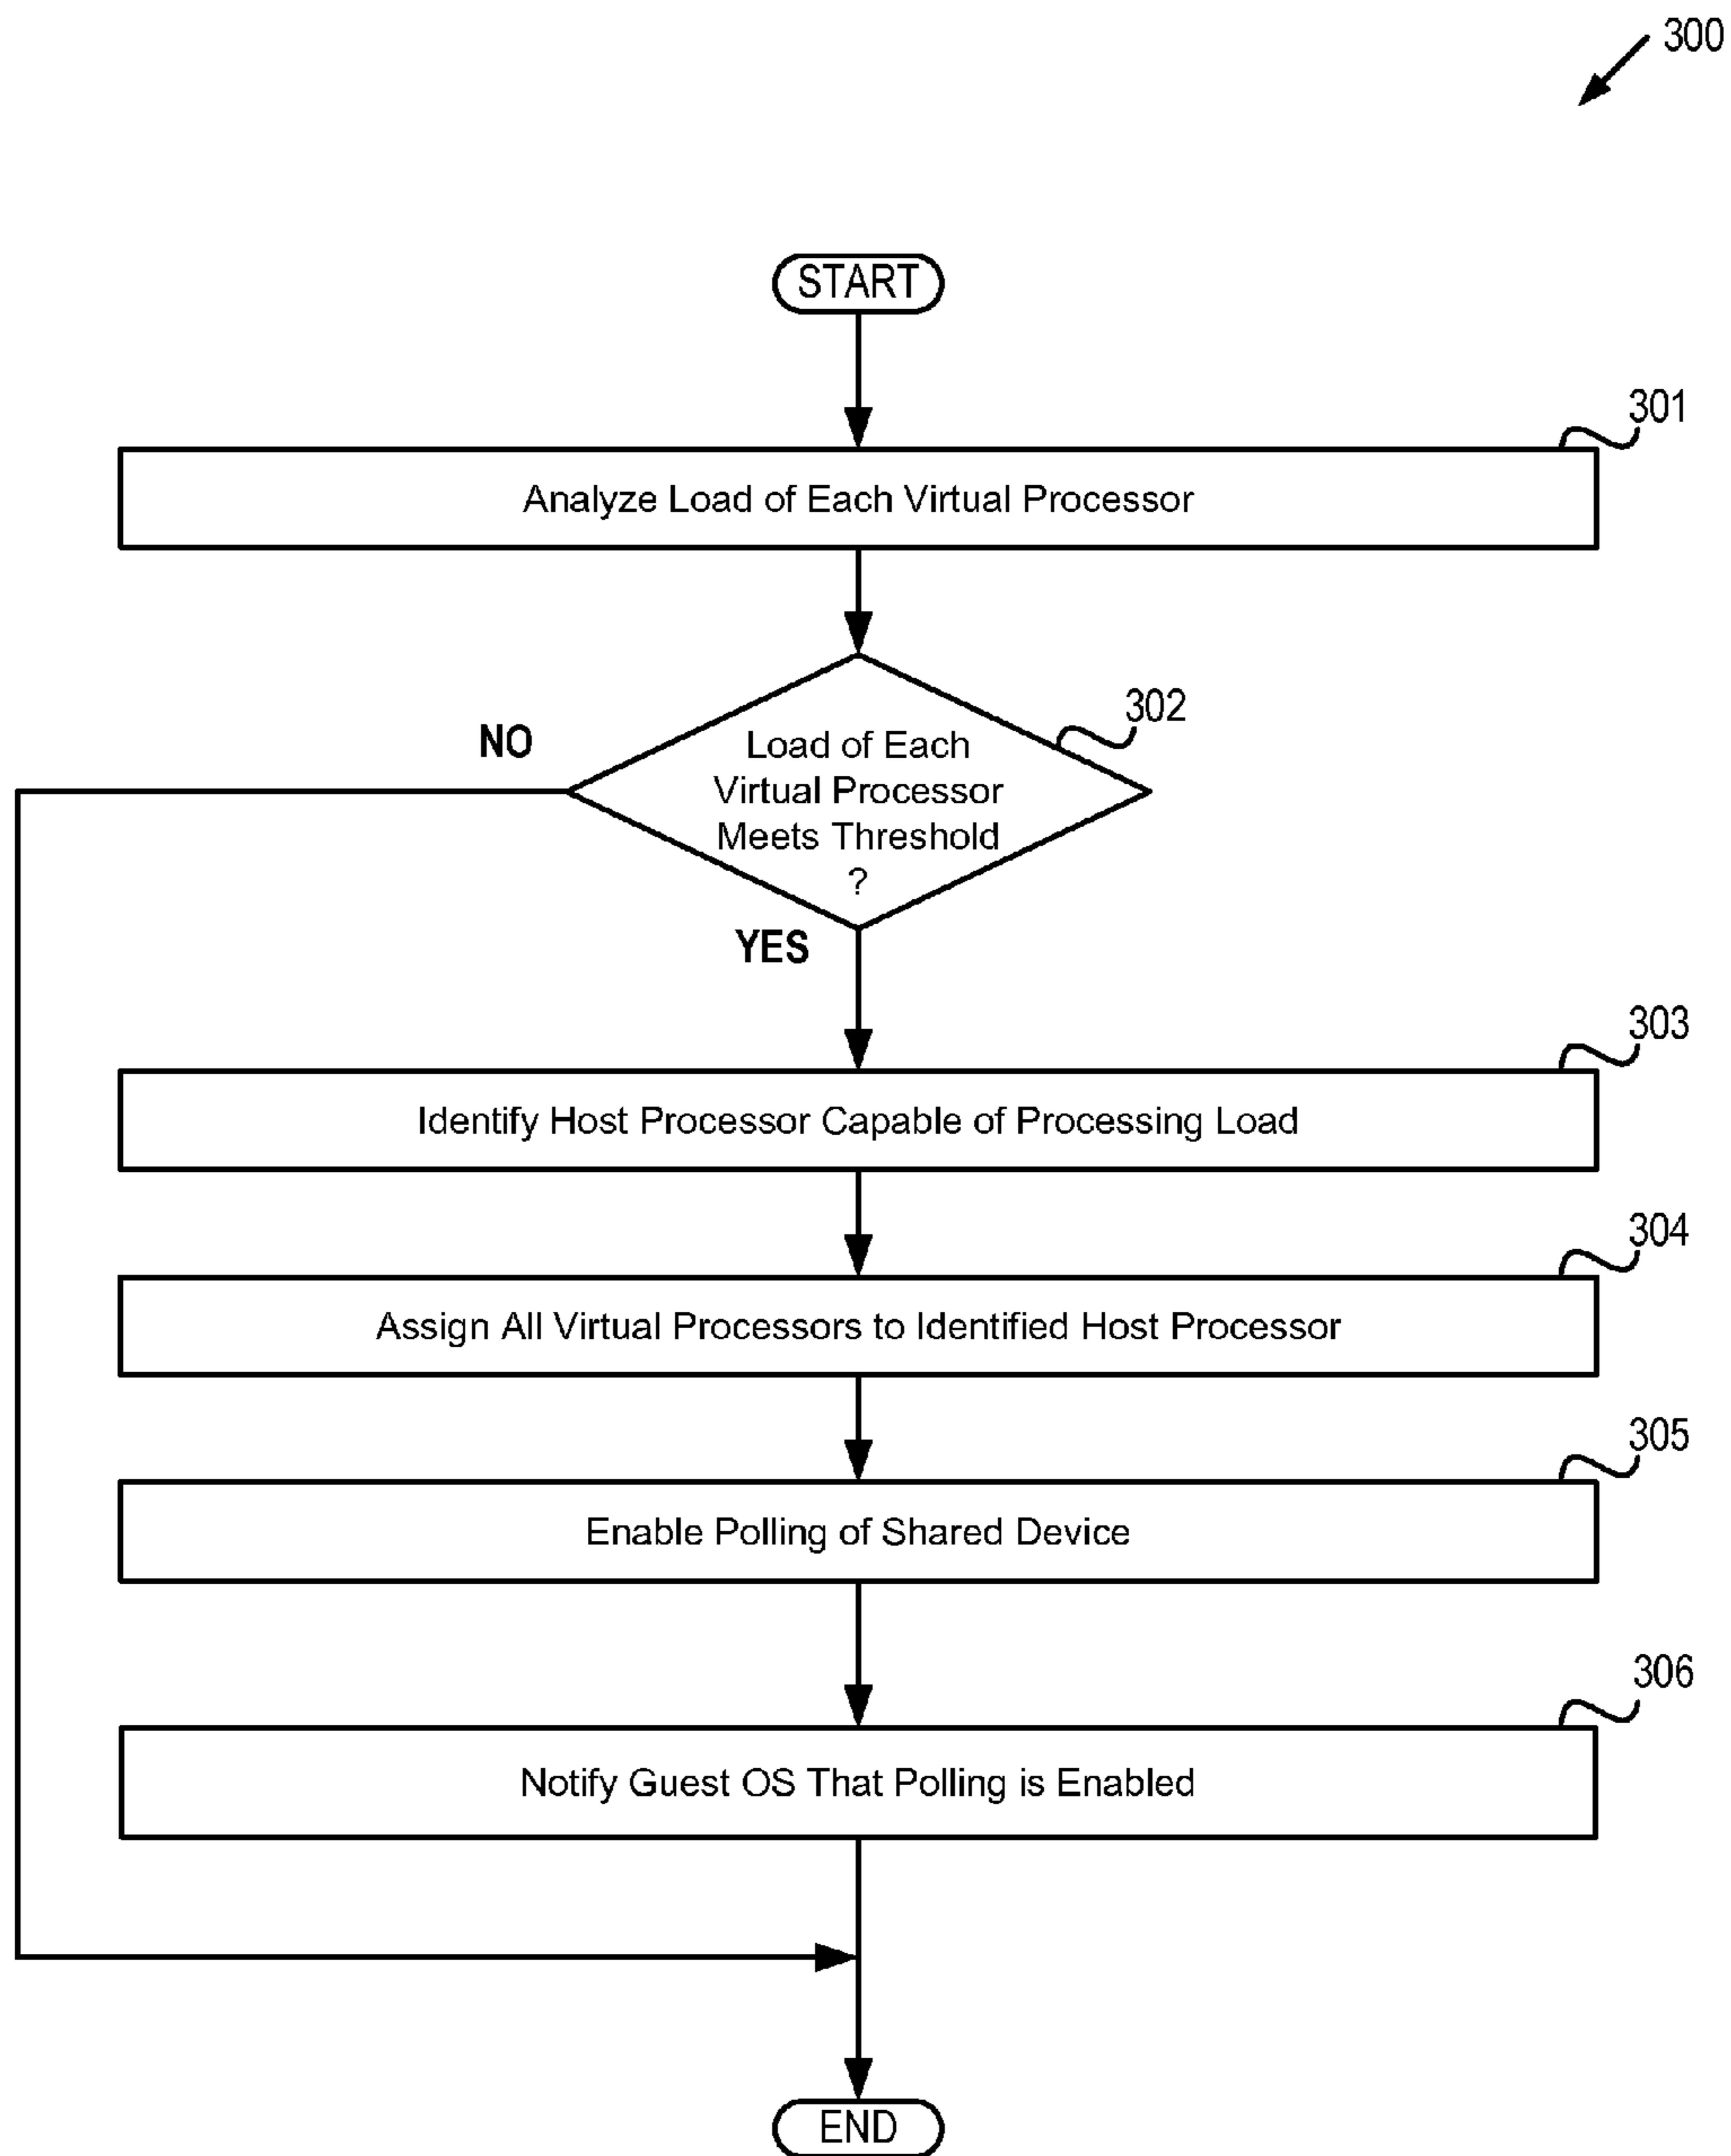 300
START
301
Analyze Load of Each Virtual Processor
302
NO
Load of Each
Virtual Processor
Meets Threshold
?
YES
303
Identify Host Processor Capable of Processing Load
304
Assign All Virtual Processors to Identified Host Processor
305
Enable Polling of Shared Device
306
Notify Guest OS That Polling is Enabled
END